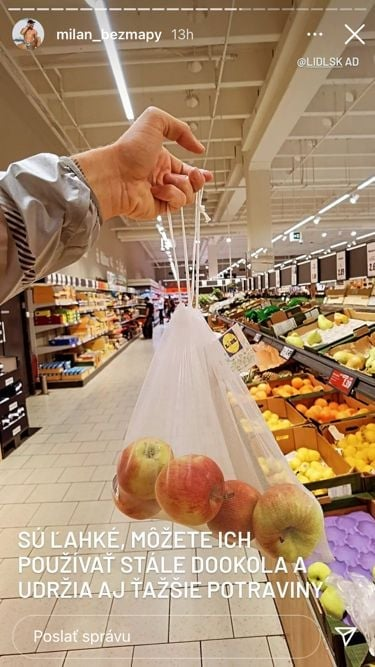 milan_bezmapy 13h
@LIDLSK AD
SÚ ĽAHKÉ, MÔŽETE ICH
POUŽÍVAŤ STÁLE DOOKOLA A
UDRŽIA AJ ŤAŽŠIE POTRAVINY
Poslať správu